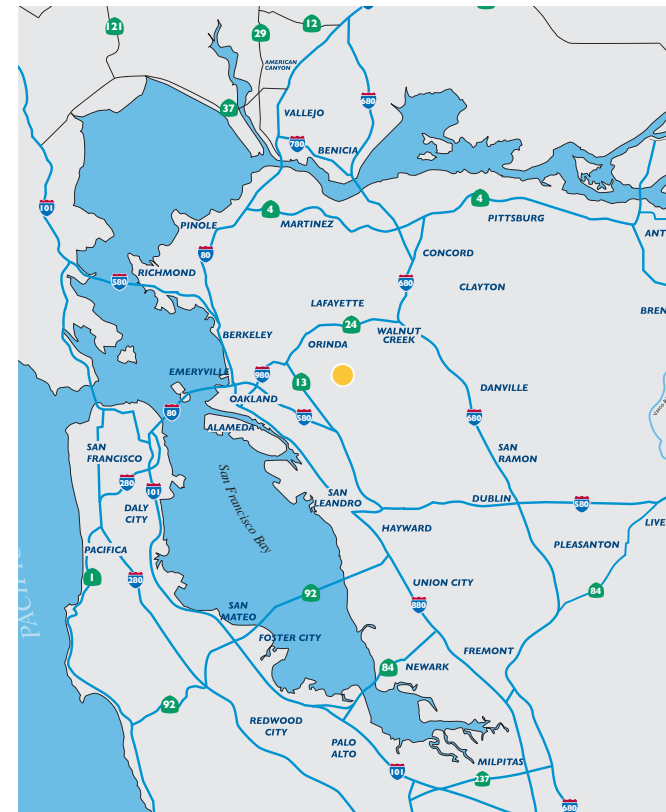 121
29
12
AMERICAN
CANYON
37
680
VALLEJO
780
BENICIA
101
4
4
PINOLE
MARTINEZ
PITTSBURG
ANT
80
CONCORD
RICHMOND
580
680
CLAYTON
LAFAYETTE
BREN
24
BERKELEY
ORINDA
WALNUT
CREEK
EMERYVILLE
980
13
DANVILLE
OAKLAND
80
580
680
ALAMEDA
SAN
FRANCISCO
SAN
RAMON
San Francisco Bay
280
101
SAN
LEANDRO
DUBLIN
580
DALY
CITY
HAYWARD
LIVE
PACIFICA
PLEASANTON
PACIFIC
1
280
92
UNION CITY
84
880
SAN
MATEO
FOSTER CITY
FREMONT
84
NEWARK
92
REDWOOD
CITY
PALO
ALTO
MILPITAS
101
237
680